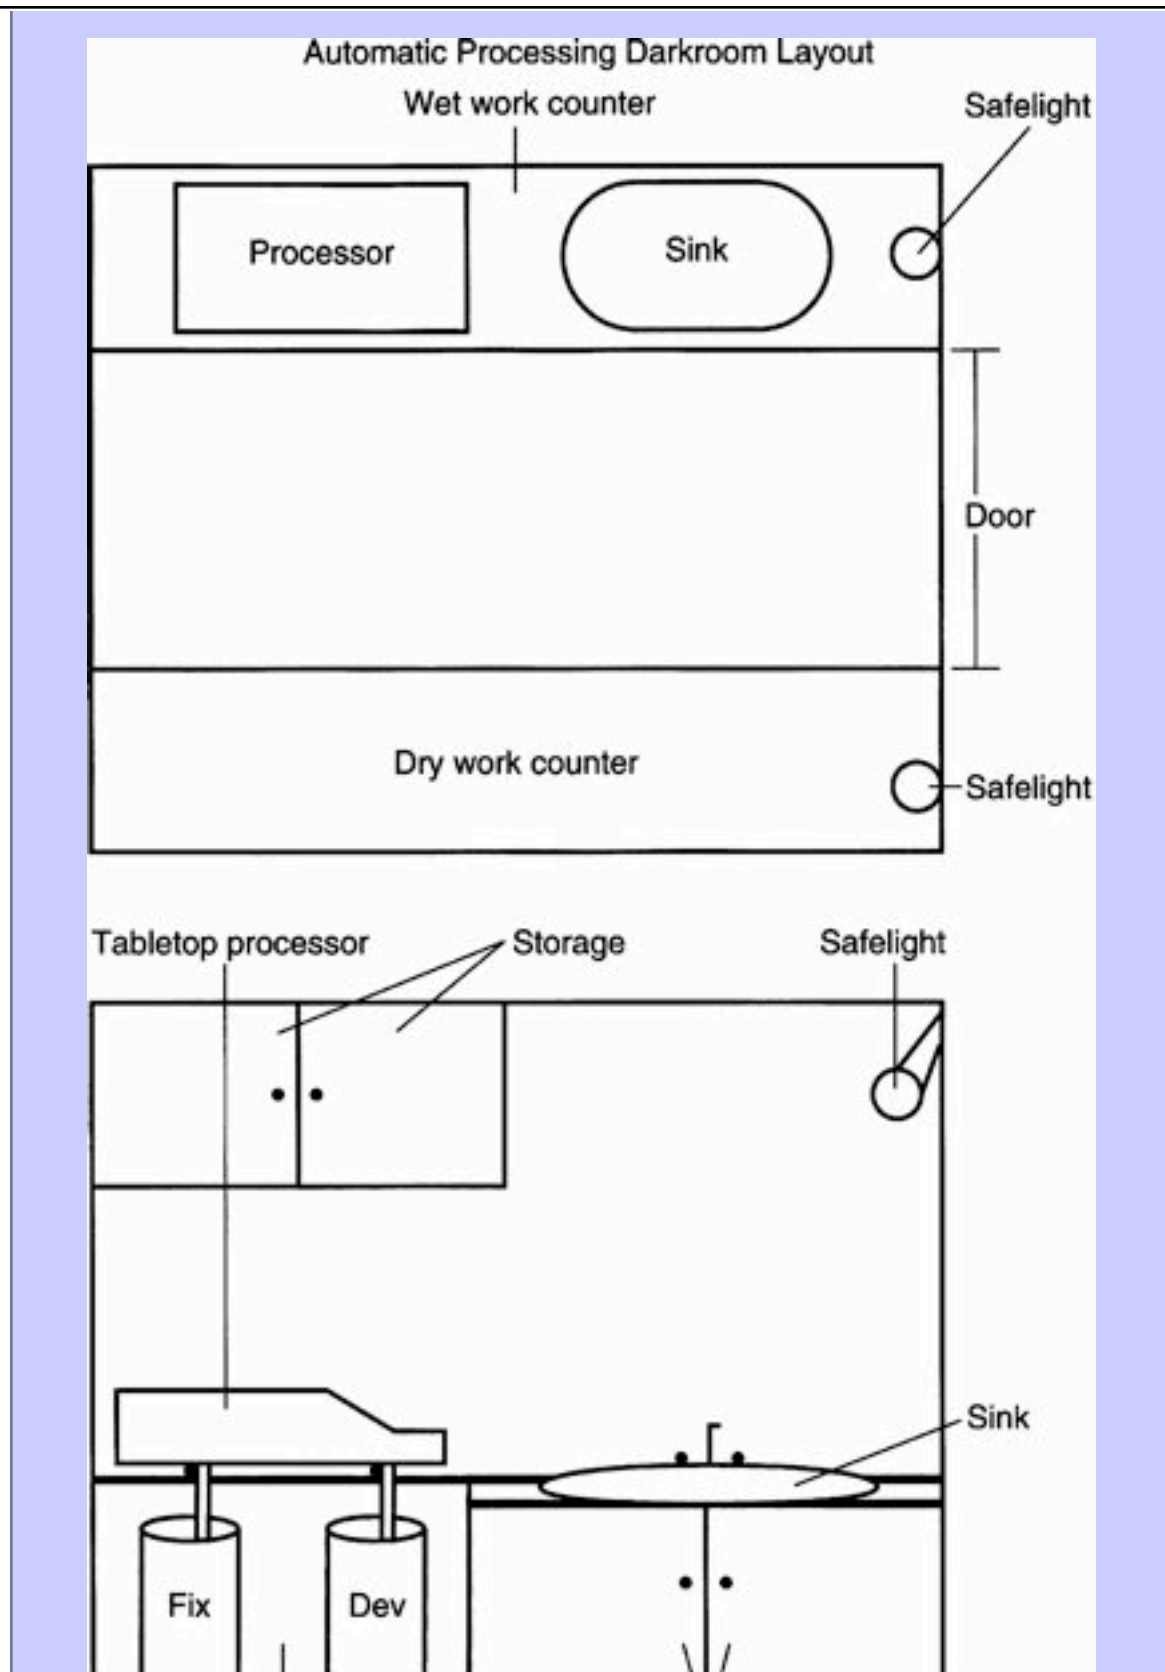 Automatic Processing Darkroom Layout
Wet work counter
Safelight
Processor
Sink
Door
Dry work counter
Safelight
Tabletop processor
Storage
Safelight
Sink
Fix
Dev